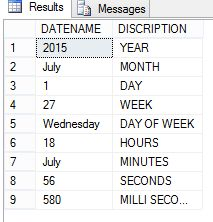 Results Messages
DATENAME DISCRIPTION
1 2015 YEAR
2 July MONTH
3 1 DAY
4 27 WEEK
5 Wednesday DAY OF WEEK
6 18 HOURS
7 July MINUTES
8 56 SECONDS
9 580 MILLI SECO...